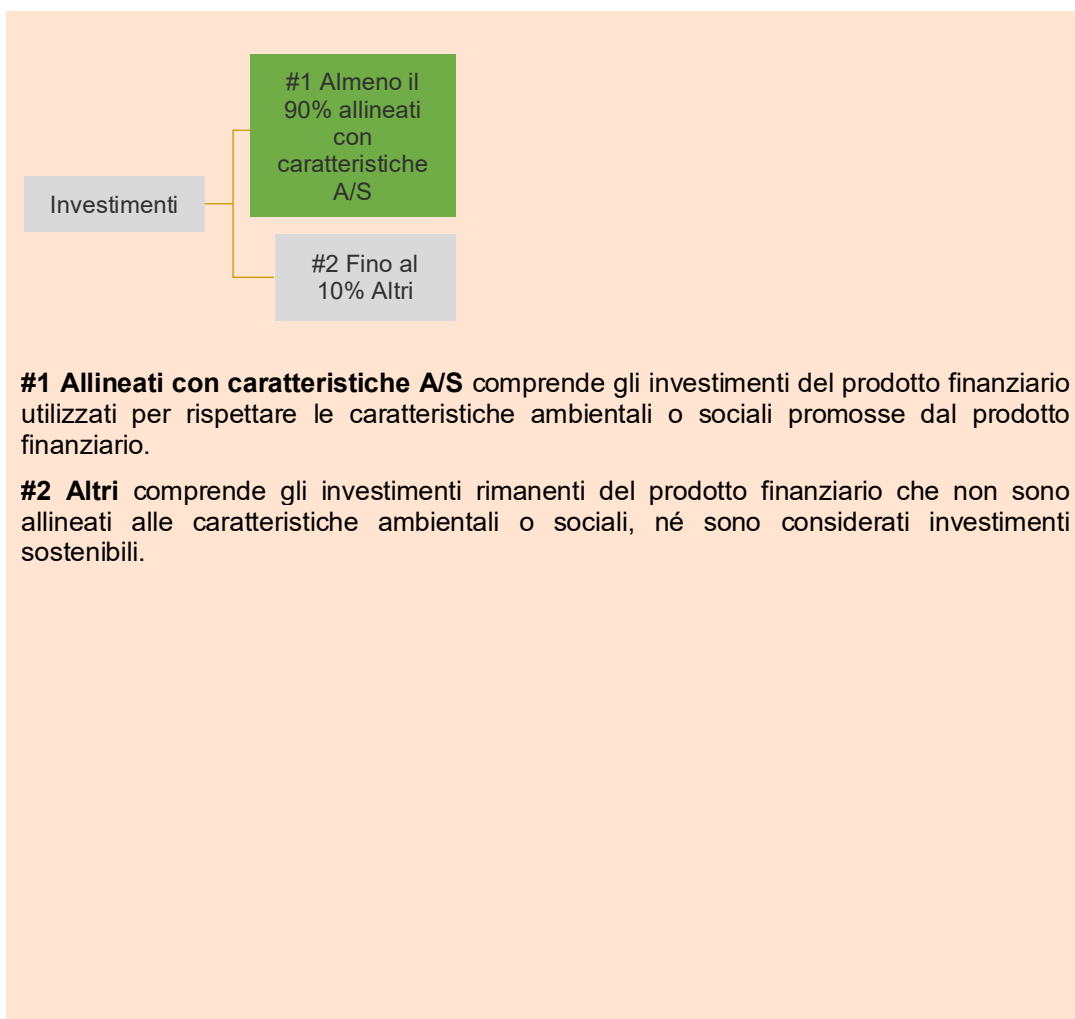 #1 Almeno il
90% allineati
con
caratteristiche
A/S
Investimenti
#2 Fino al
10% Altri
#1 Allineati con caratteristiche A/S comprende gli investimenti del prodotto finanziario
utilizzati per rispettare le caratteristiche ambientali o sociali promosse dal prodotto
finanziario.
#2 Altri comprende gli investimenti rimanenti del prodotto finanziario che non sono
allineati alle caratteristiche ambientali o sociali, né sono considerati investimenti
sostenibili.